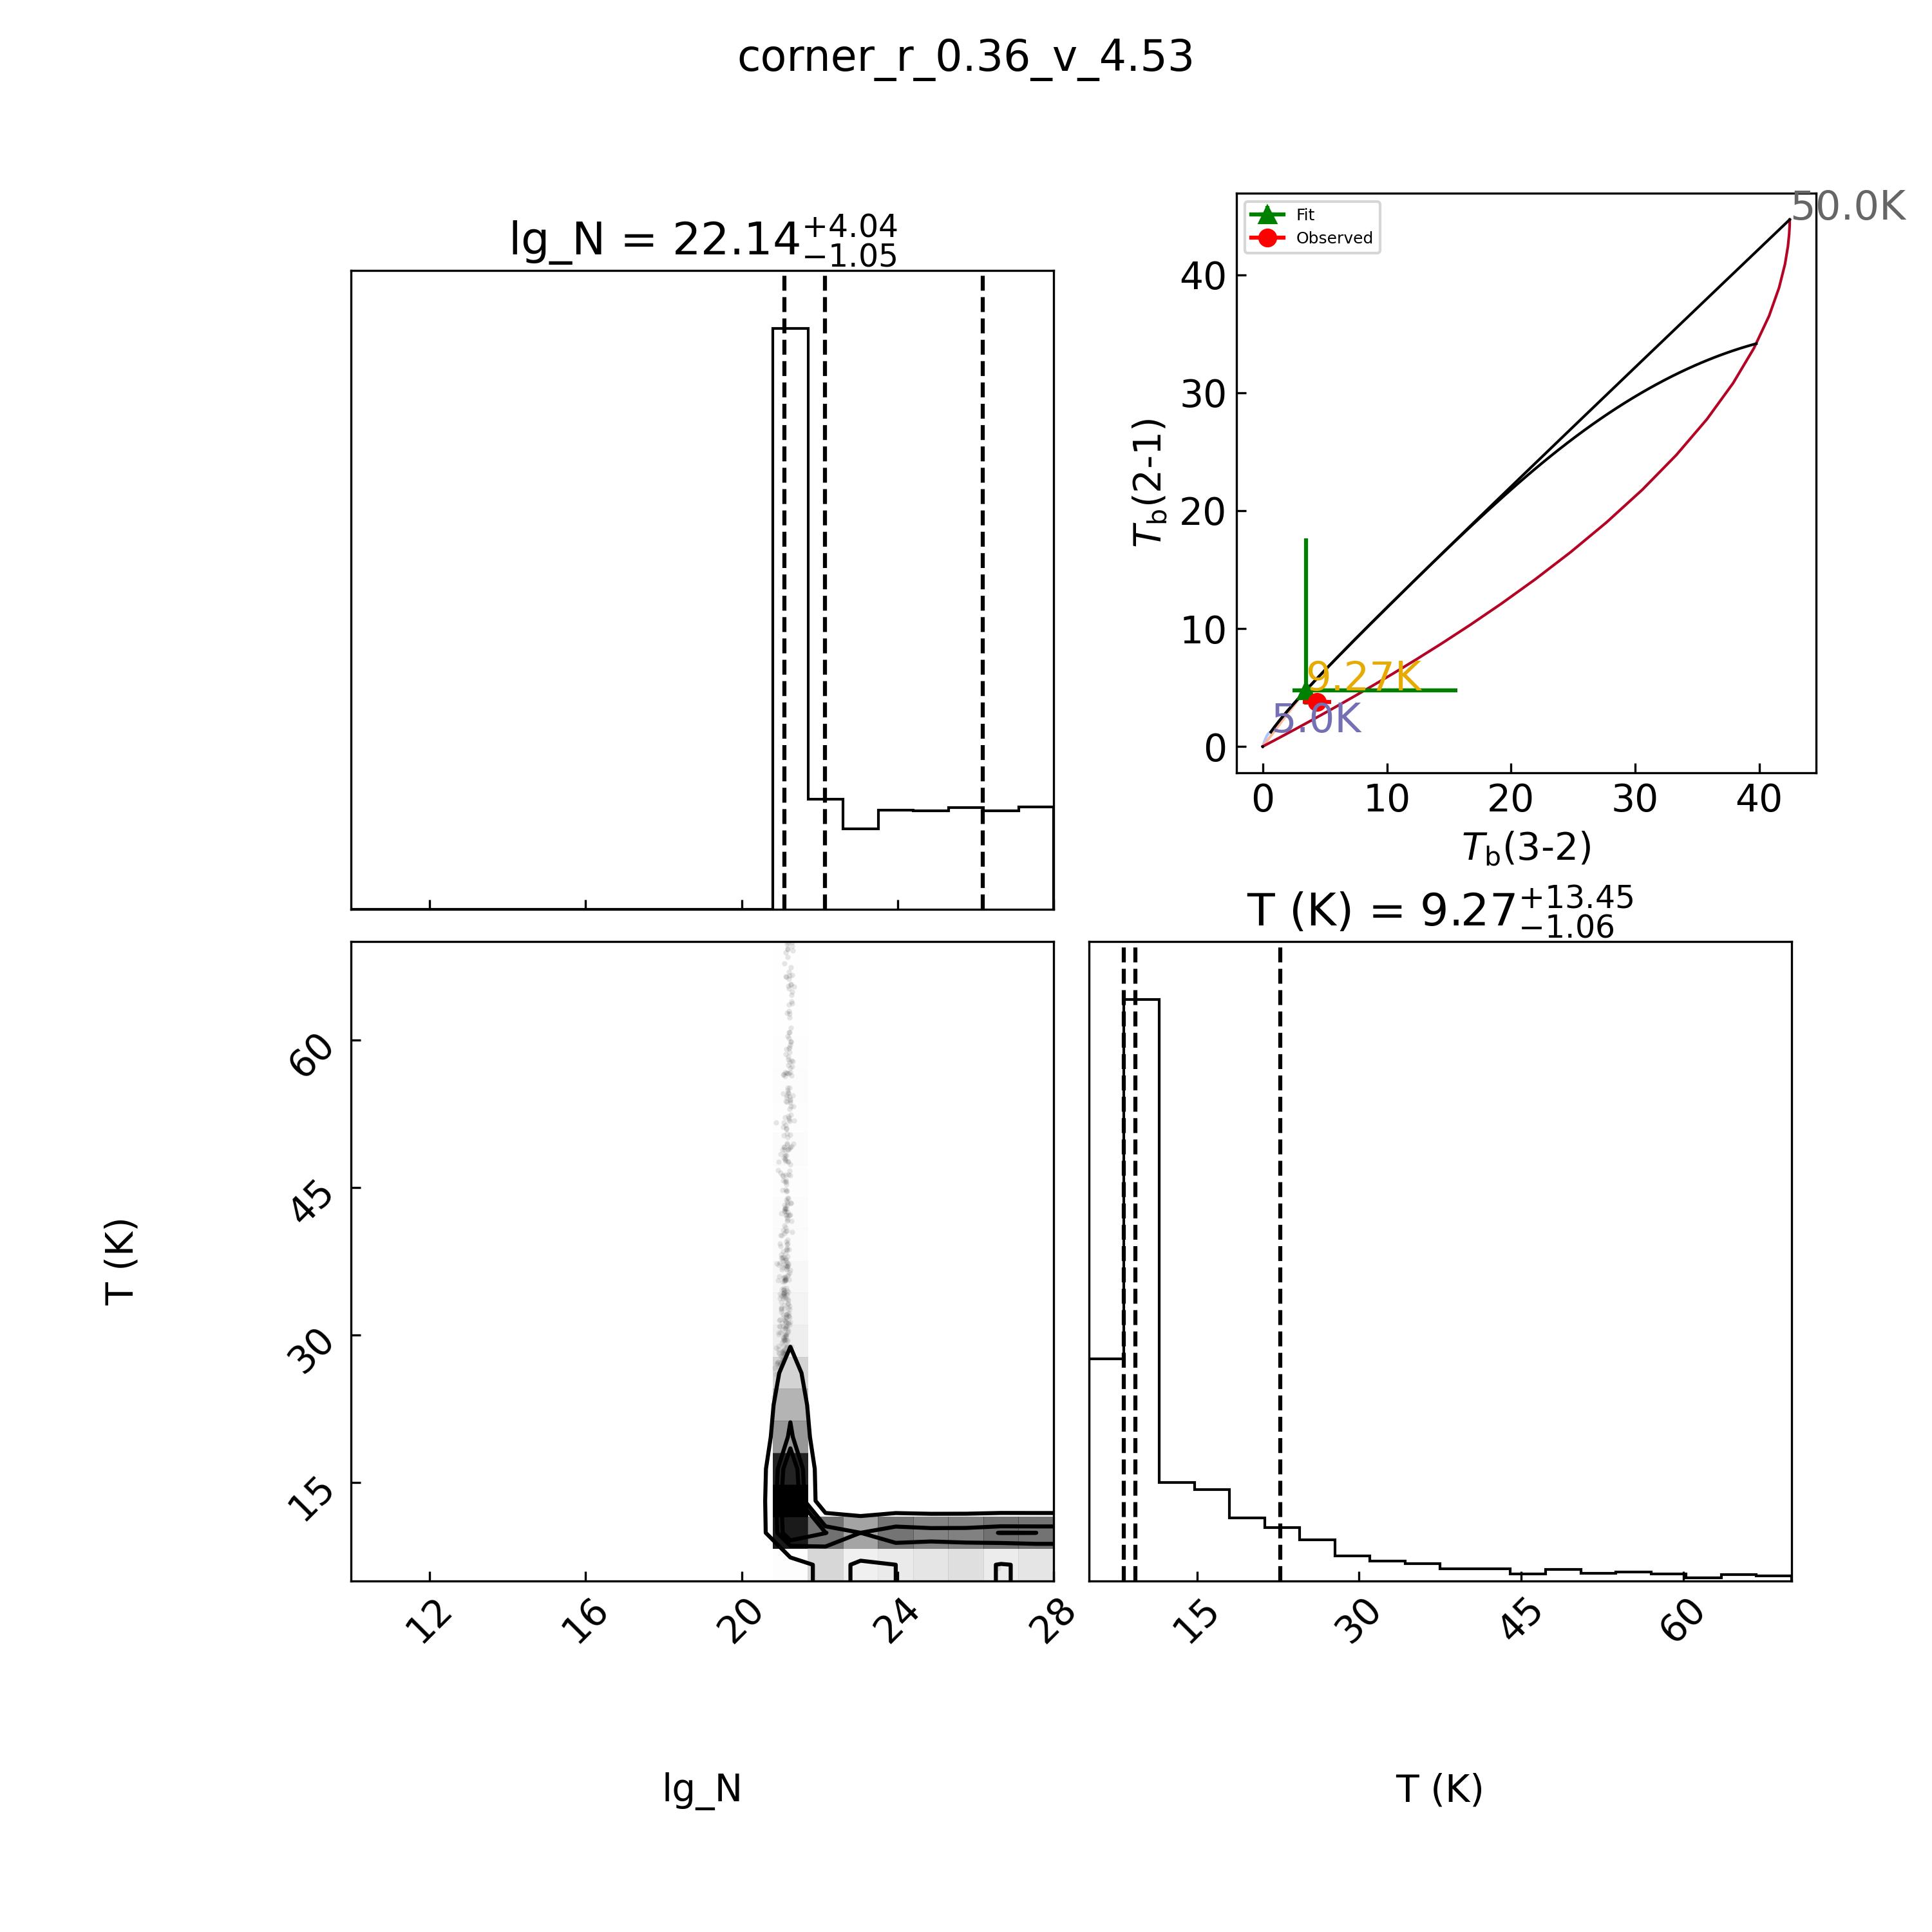 corner_r_0.36_v_4.53
lg_N = 22.14+4.04−1.05
50.0K
Fit
Observed
40
30
20
10
0
Tb(2-1)
9.27K
5.0K
0 10 20 30 40
Tb(3-2)
T (K) = 9.27+13.45−1.06
60
45
30
15
T (K)
12 16 20 24 28
15 30 45 60
lg_N
T (K)